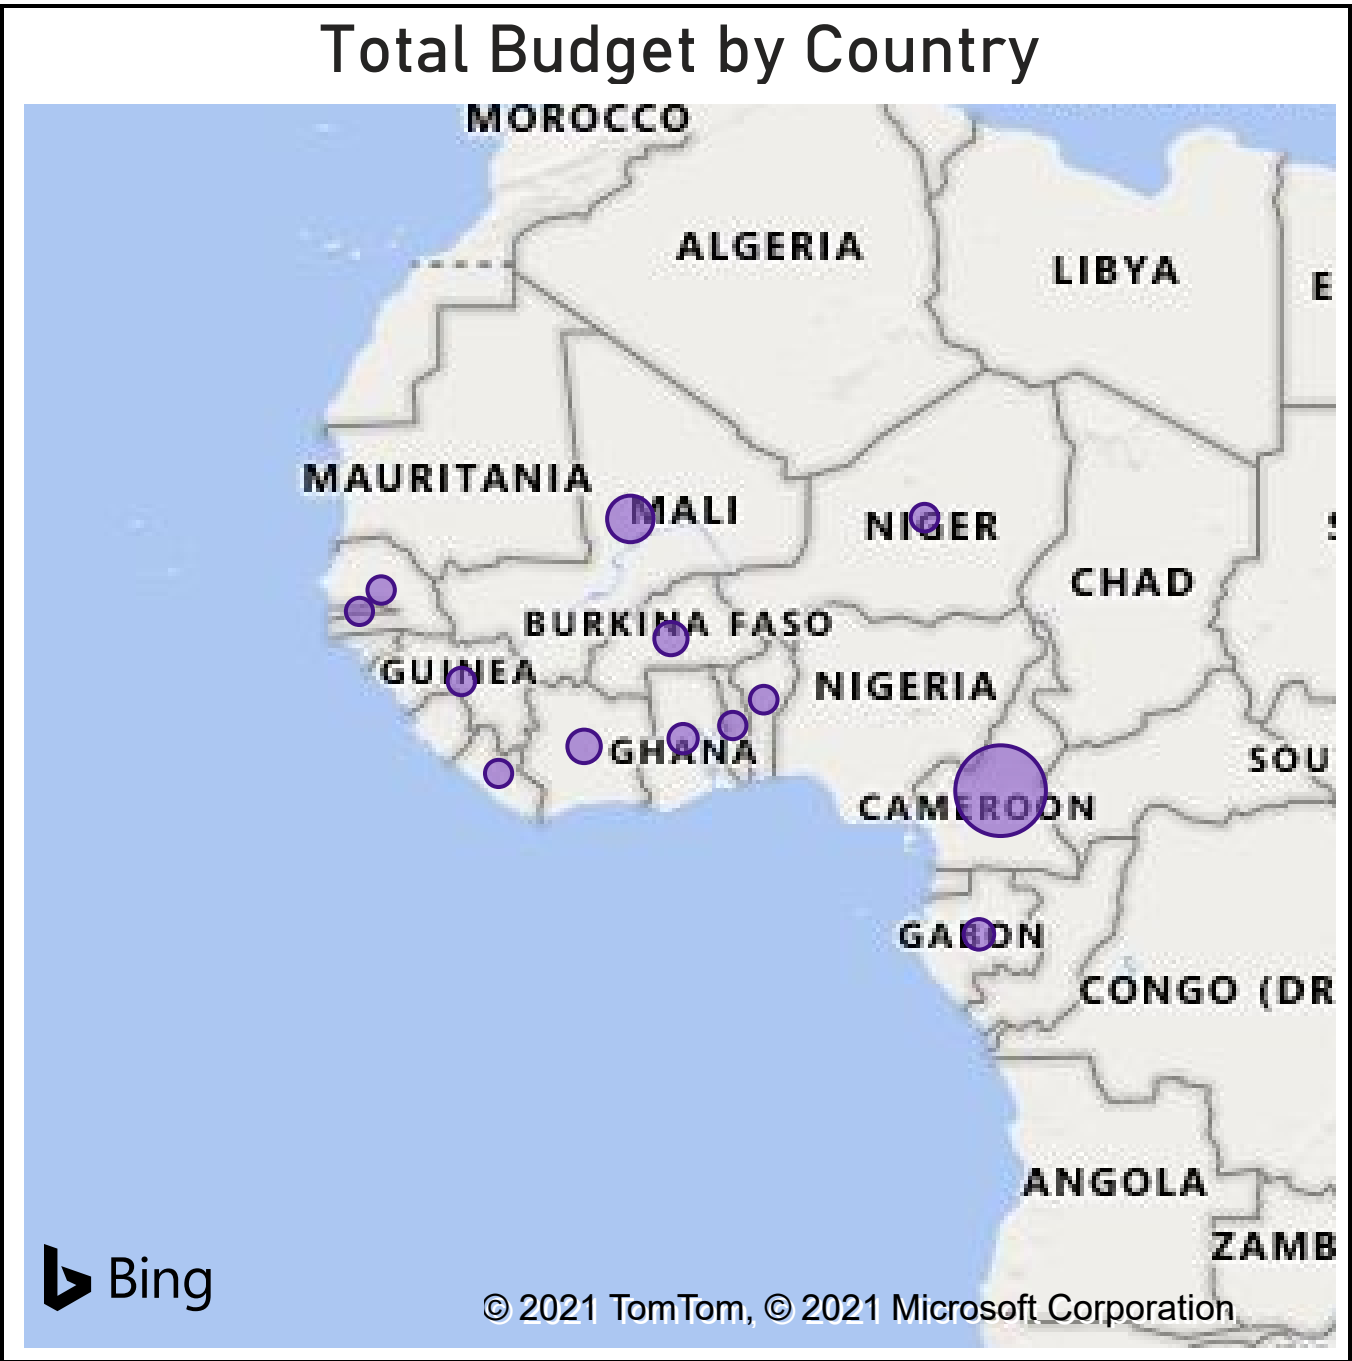 Total Budget by Country
MOROCCO
ALGERIA
LIBYA
E
MAURITANIA
MALI
NIGER
CHAD
BURKINA FASO
GUINEA
NIGERIA
GHANA
SOU
CAMEROON
GABON
CONGO (DR
ANGOLA
ZAMB
Bing
© 2021 TomTom, © 2021 Microsoft Corporation